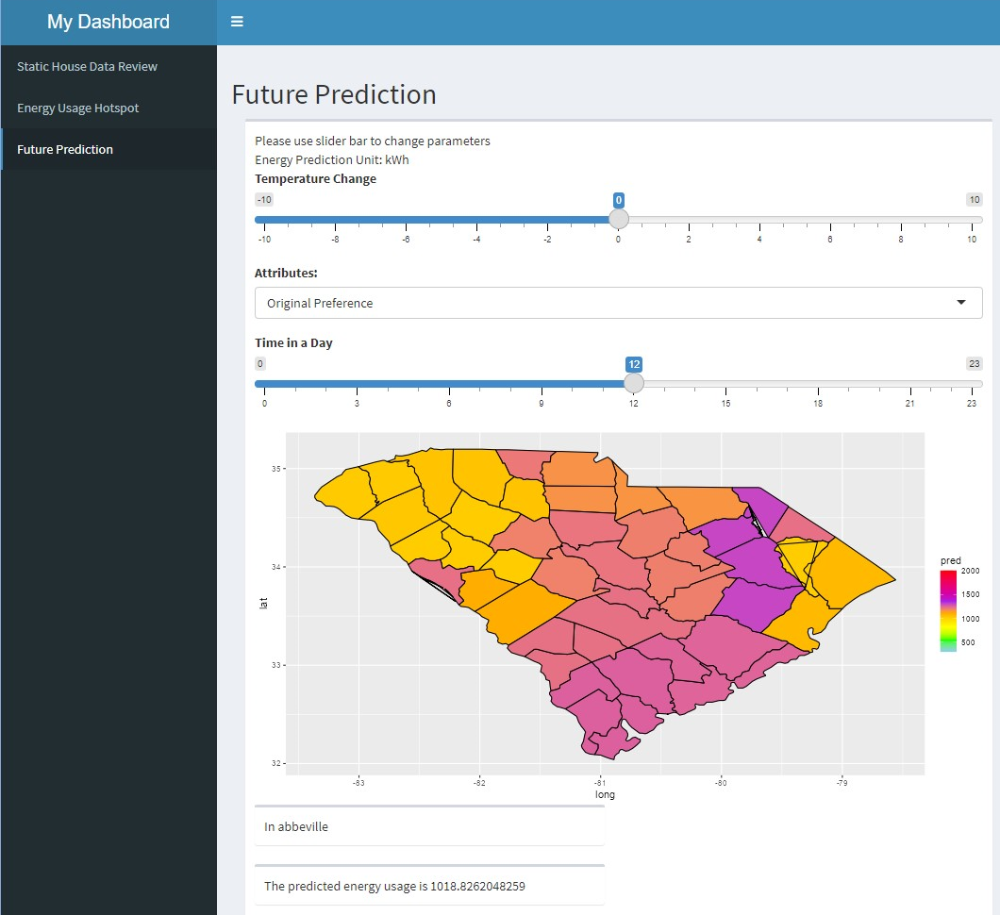 My Dashboard
Static House Data Review
Energy Usage Hotspot
Future Prediction
Future Prediction
Please use slider bar to change parameters
Energy Prediction Unit: kWh
Temperature Change
-10 0 10
-10 -8 -6 -4 -2 0 2 4 6 8 10
Attributes:
Original Preference
Time in a Day
0 12 23
0 3 6 9 12 15 18 21 23
35
34
33
32
lat
-83 -82 -81 -80 -79
long
pred
2000
1500
1000
500
In abbeville
The predicted energy usage is 1018.8262048259